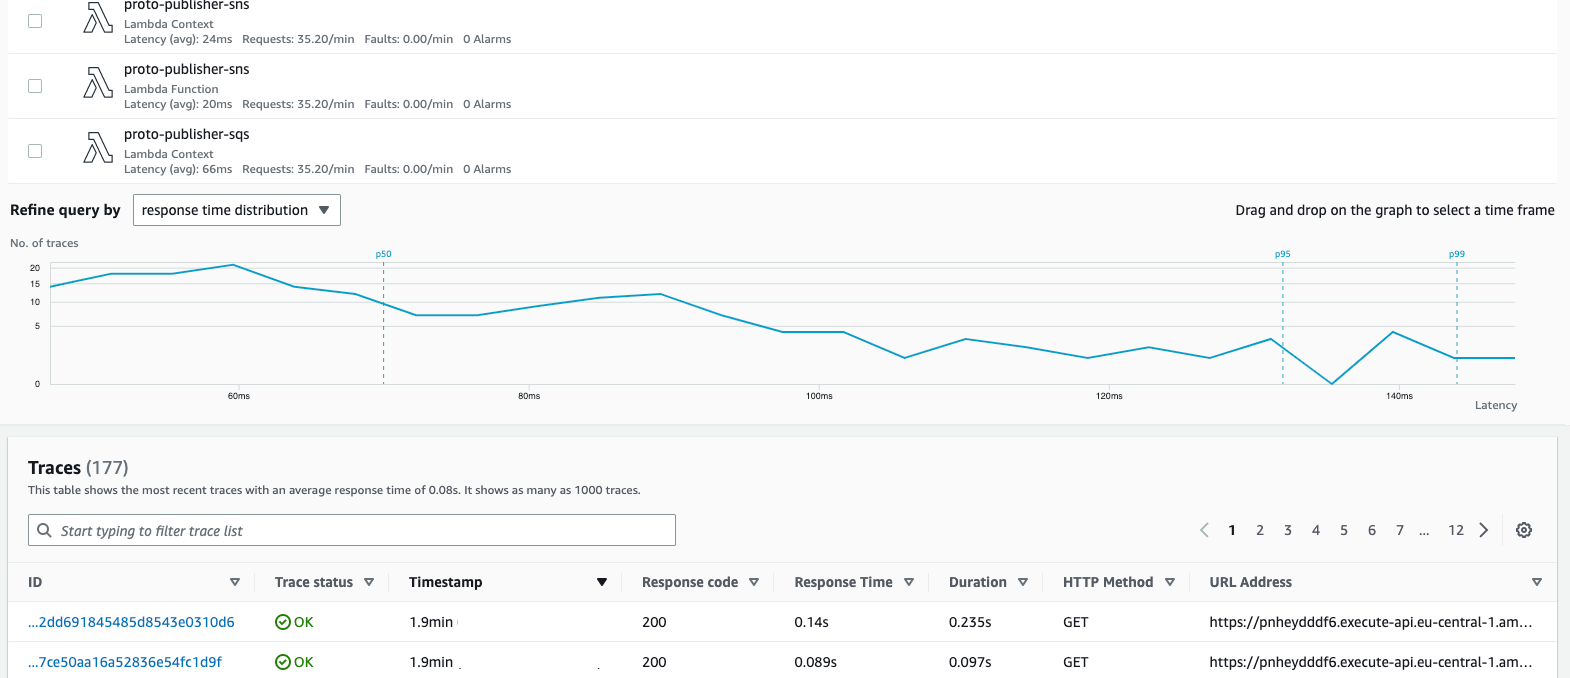 proto-publisher-sns
Lambda Context
Latency (avg): 24ms Requests: 35.20/min Faults: 0.00/min 0 Alarms
proto-publisher-sns
Lambda Function
Latency (avg): 20ms Requests: 35.20/min Faults: 0.00/min 0 Alarms
proto-publisher-sqs
Lambda Context
Latency (avg): 66ms Requests: 35.20/min Faults: 0.00/min 0 Alarms
Refine query by response time distribution Drag and drop on the graph to select a time frame
No. of traces
p50 p95 p99
20
15
10
5
0
60ms 80ms 100ms 120ms 140ms
Latency
Traces (177)
This table shows the most recent traces with an average response time of 0.08s. It shows as many as 1000 traces.
Start typing to filter trace list 1 2 3 4 5 6 7 ... 12
ID Trace status Timestamp Response code Response Time Duration HTTP Method URL Address
...2dd691845485d8543e0310d6 OK 1.9min 200 0.14s 0.235s GET https://pnheydddf6.execute-api.eu-central-1.am...
...7ce50aa16a52836e54fc1d9f OK 1.9min 200 0.089s 0.097s GET https://pnheydddf6.execute-api.eu-central-1.am...